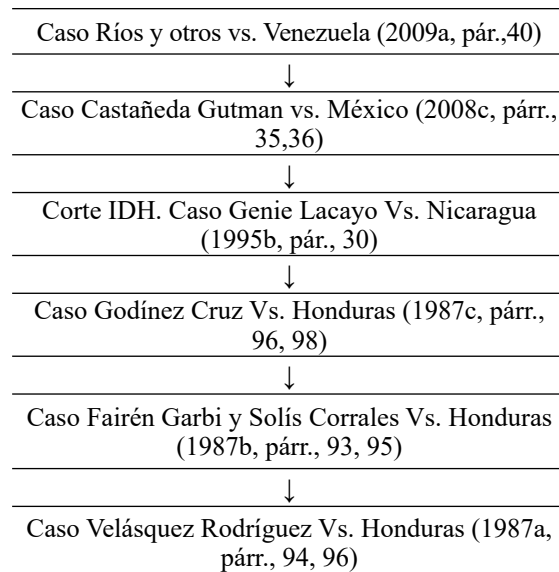 Caso Ríos y otros vs. Venezuela (2009a, pár.,40)
↓
Caso Castañeda Gutman vs. México (2008c, párr.,
35,36)
↓
Corte IDH. Caso Genie Lacayo Vs. Nicaragua
(1995b, pár., 30)
↓
Caso Godínez Cruz Vs. Honduras (1987c, párr.,
96, 98)
↓
Caso Fairén Garbi y Solís Corrales Vs. Honduras
(1987b, párr., 93, 95)
↓
Caso Velásquez Rodríguez Vs. Honduras (1987a,
párr., 94, 96)